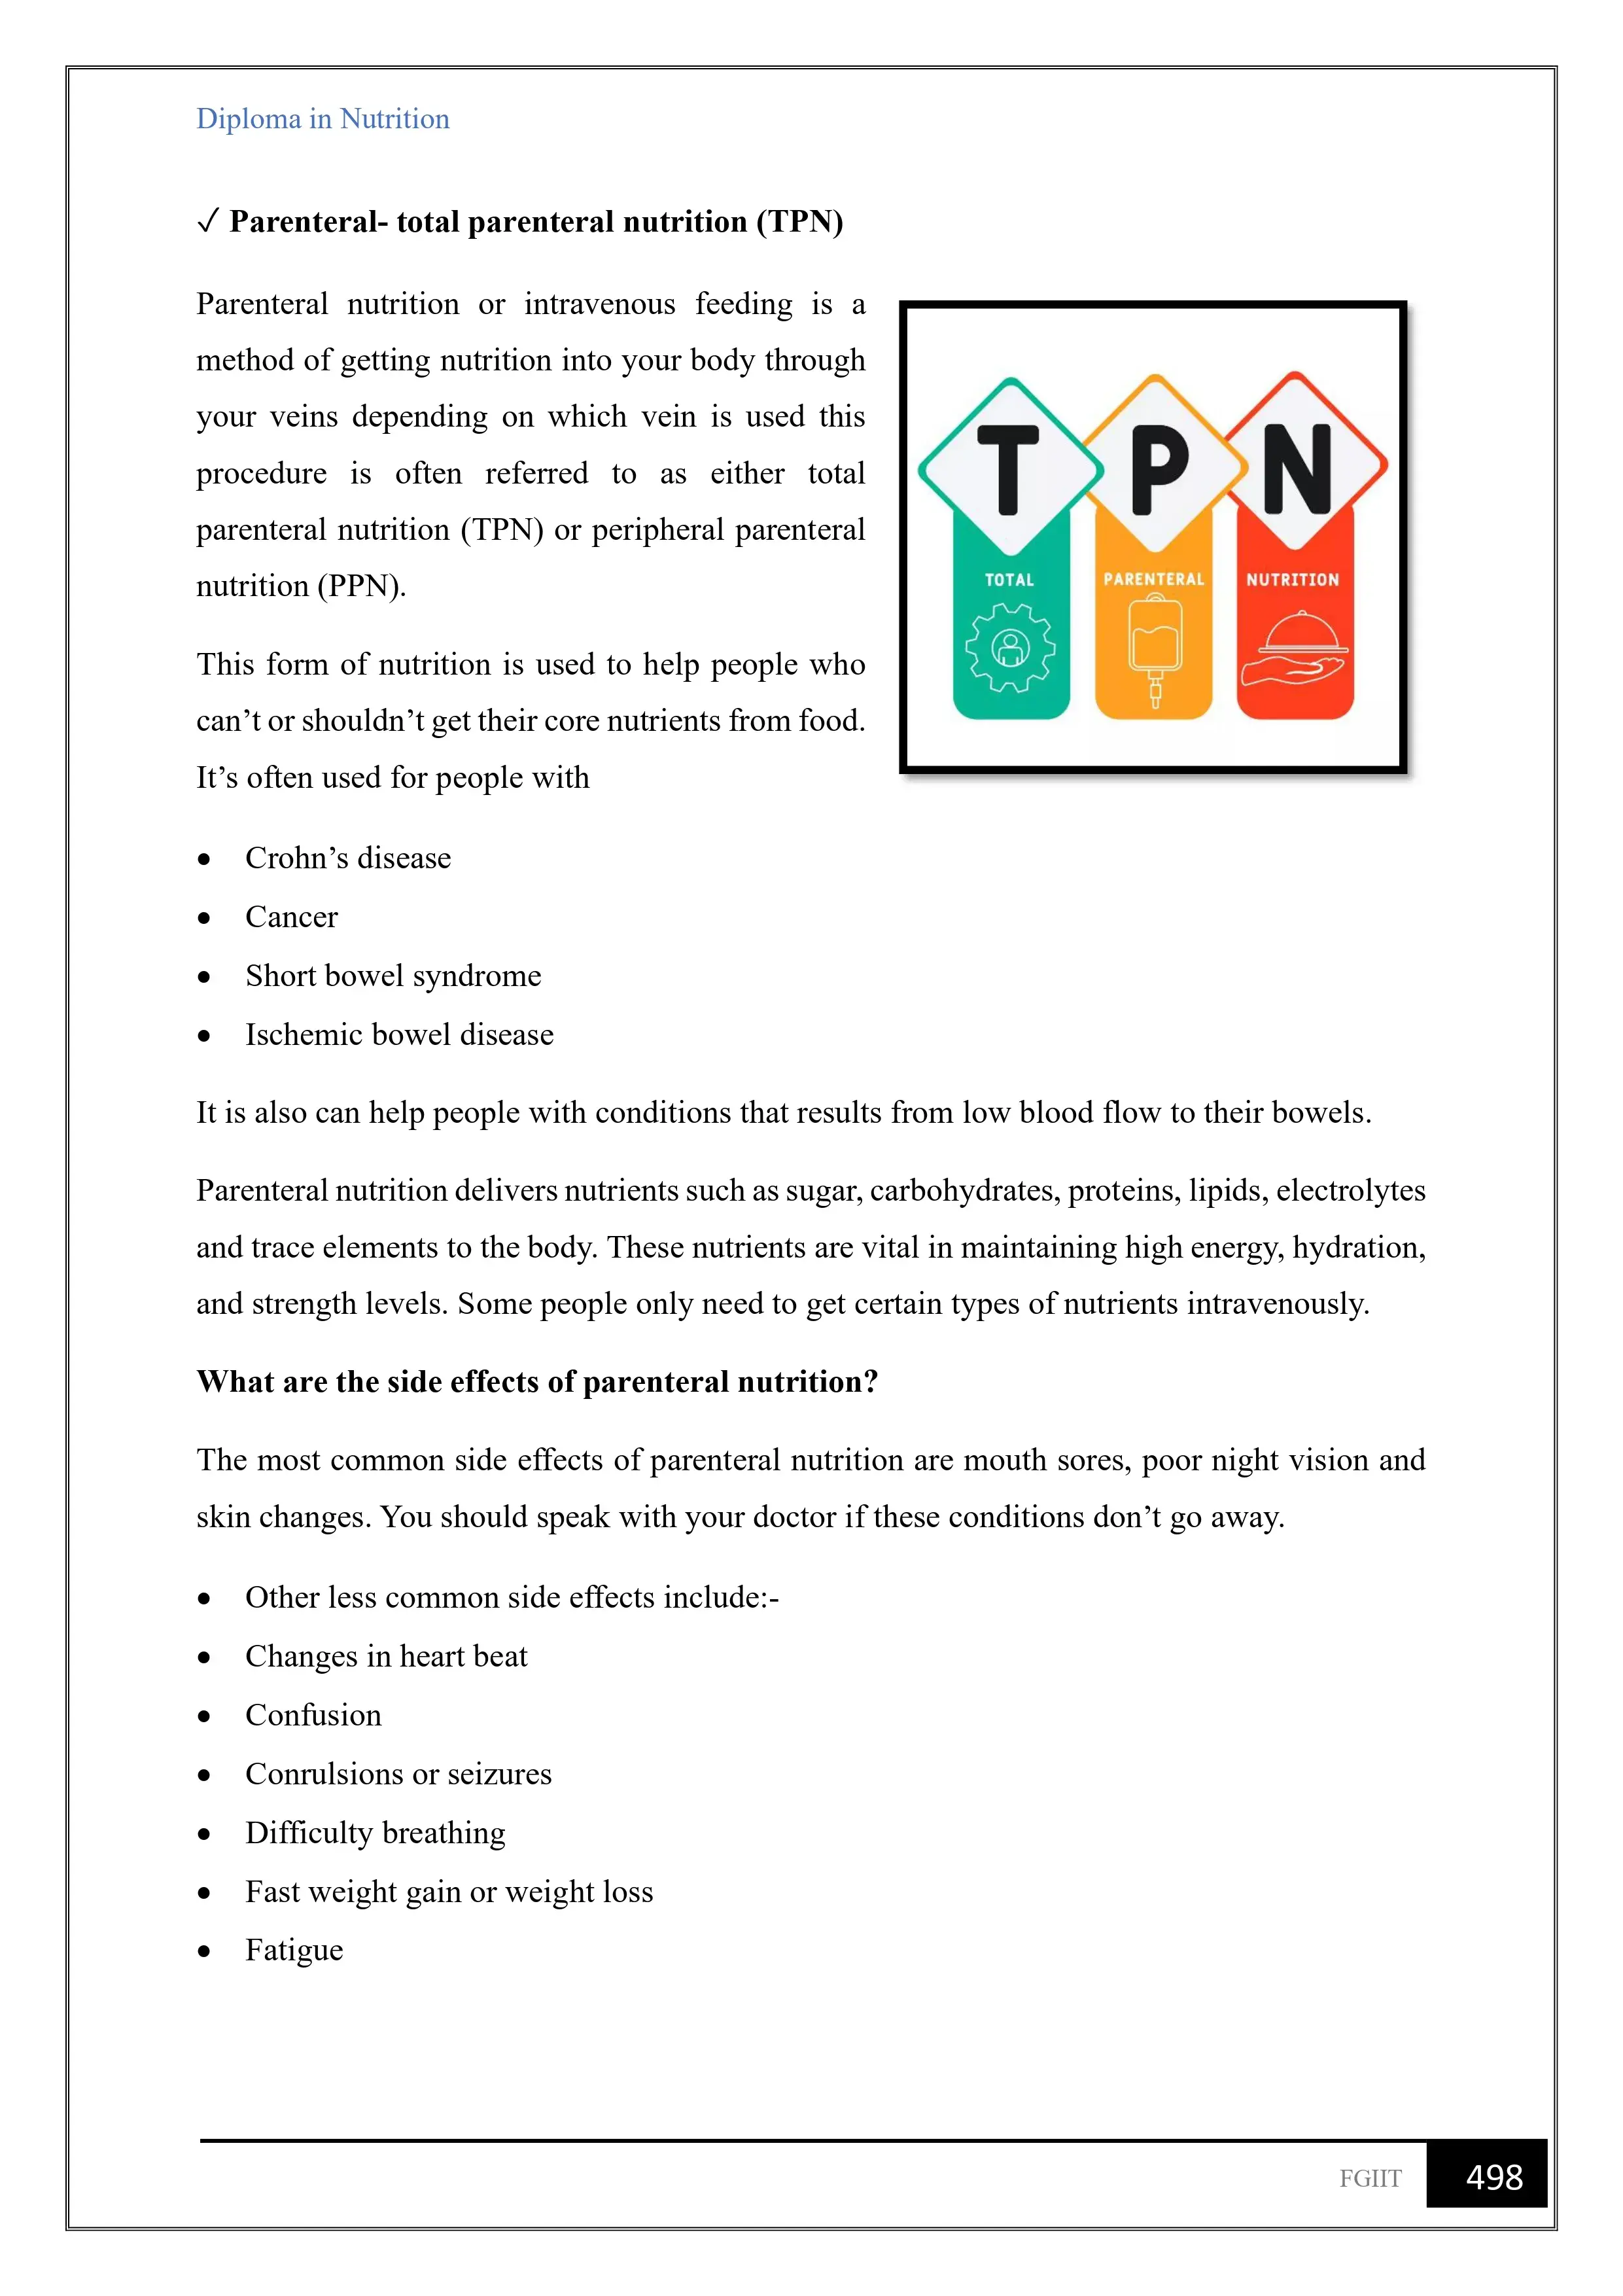 Diploma in Nutrition
✓ Parenteral- total parenteral nutrition (TPN)
Parenteral nutrition or intravenous feeding is a
method of getting nutrition into your body through
your veins depending on which vein is used this
procedure is often referred to as either total
parenteral nutrition (TPN) or peripheral parenteral
nutrition (PPN).
This form of nutrition is used to help people who
can’t or shouldn’t get their core nutrients from food.
It’s often used for people with
T P N
TOTAL PARENTERAL NUTRITION
• Crohn’s disease
• Cancer
• Short bowel syndrome
• Ischemic bowel disease
It is also can help people with conditions that results from low blood flow to their bowels.
Parenteral nutrition delivers nutrients such as sugar, carbohydrates, proteins, lipids, electrolytes
and trace elements to the body. These nutrients are vital in maintaining high energy, hydration,
and strength levels. Some people only need to get certain types of nutrients intravenously.
What are the side effects of parenteral nutrition?
The most common side effects of parenteral nutrition are mouth sores, poor night vision and
skin changes. You should speak with your doctor if these conditions don’t go away.
• Other less common side effects include:-
• Changes in heart beat
• Confusion
• Conrulsions or seizures
• Difficulty breathing
• Fast weight gain or weight loss
• Fatigue
FGIIT 498